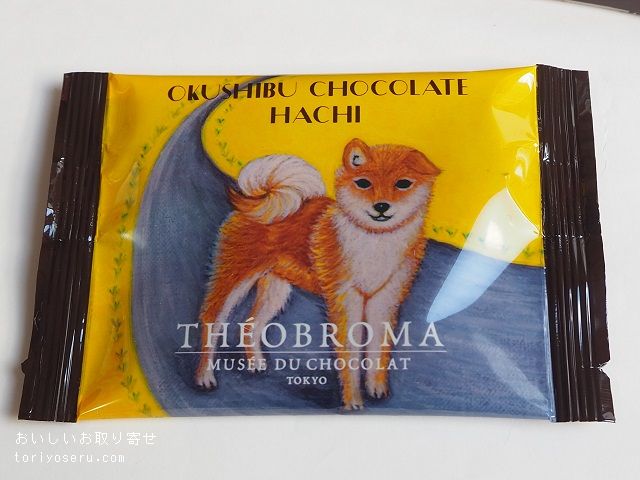 OKUSHIBU CHOCOLATE
HACHI
THÉOBROMA
MUSÉE DU CHOCOLAT
TOKYO
おいしいお取り寄せ
toriyoseru.com